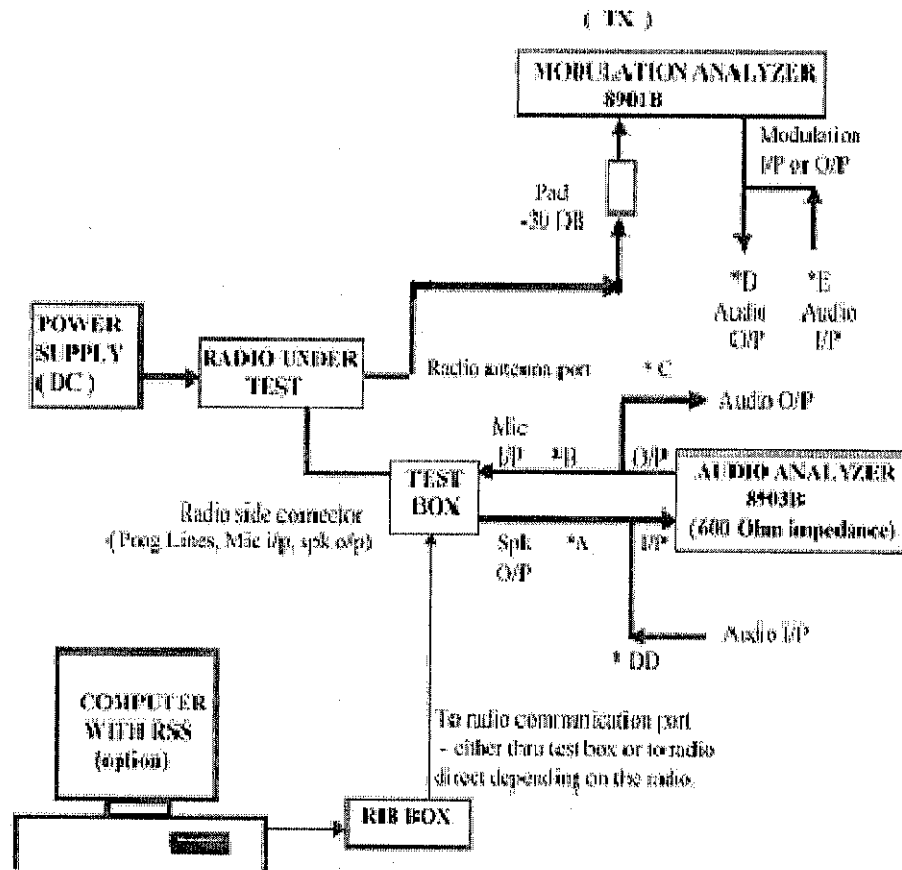 ( TX )
MODULATION ANALYZER
8901B
Modulation
I/P or O/P
Pad
-30 DB
*D
Audio
O/P
*E
Audio
I/P
POWER
SUPPLY
( DC )
RADIO UNDER
TEST
Radio antenna port
* C
Audio O/P
Mic
I/P
*B
O/P
TEST
BOX
AUDIO ANALYZER
8903B
(600 Ohm impedance)
Radio side connector
-( Prog Lines, Mic i/p, spk o/p)
Spk
O/P
*A
I/P
Audio I/P
* DD
COMPUTER
WITH RSS
(option)
To radio communication port
- either thru test box or to radio
direct depending on the radio.
RIB BOX